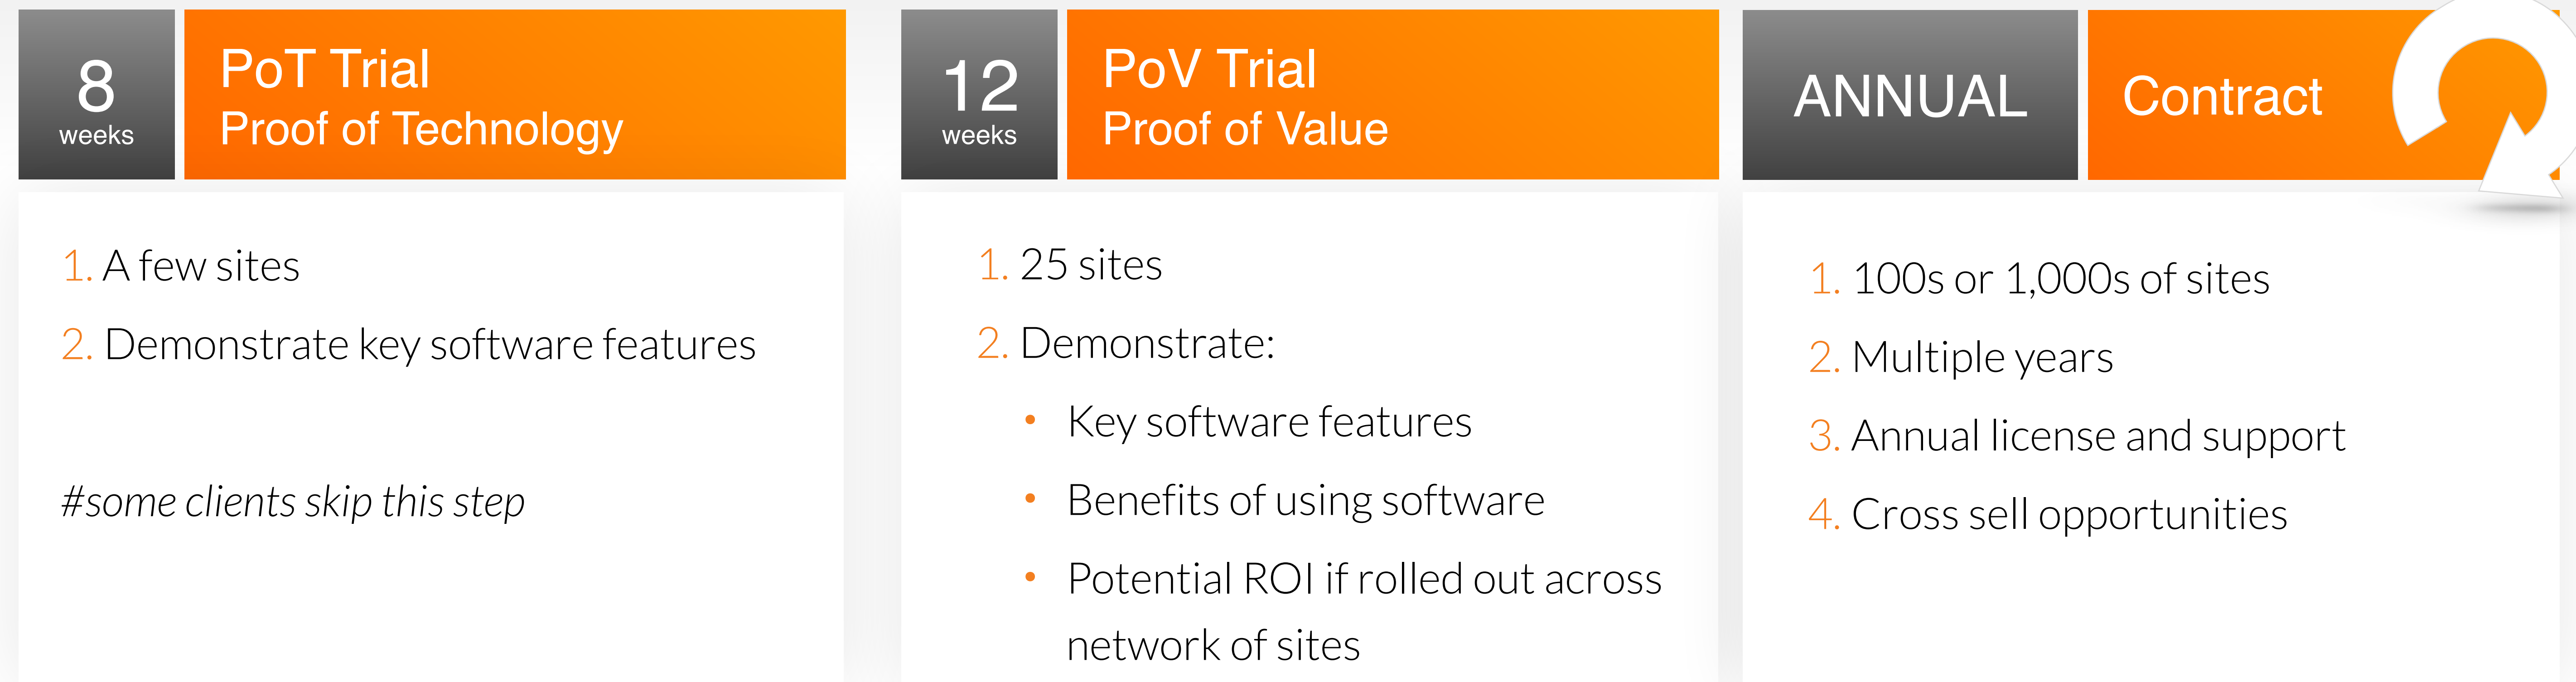 8
weeks
PoT Trial
Proof of Technology
1. A few sites
2. Demonstrate key software features
#some clients skip this step
12
weeks
PoV Trial
Proof of Value
1. 25 sites
2. Demonstrate:
• Key software features
• Benefits of using software
• Potential ROI if rolled out across
network of sites
ANNUAL
Contract
1. 100s or 1,000s of sites
2. Multiple years
3. Annual license and support
4. Cross sell opportunities